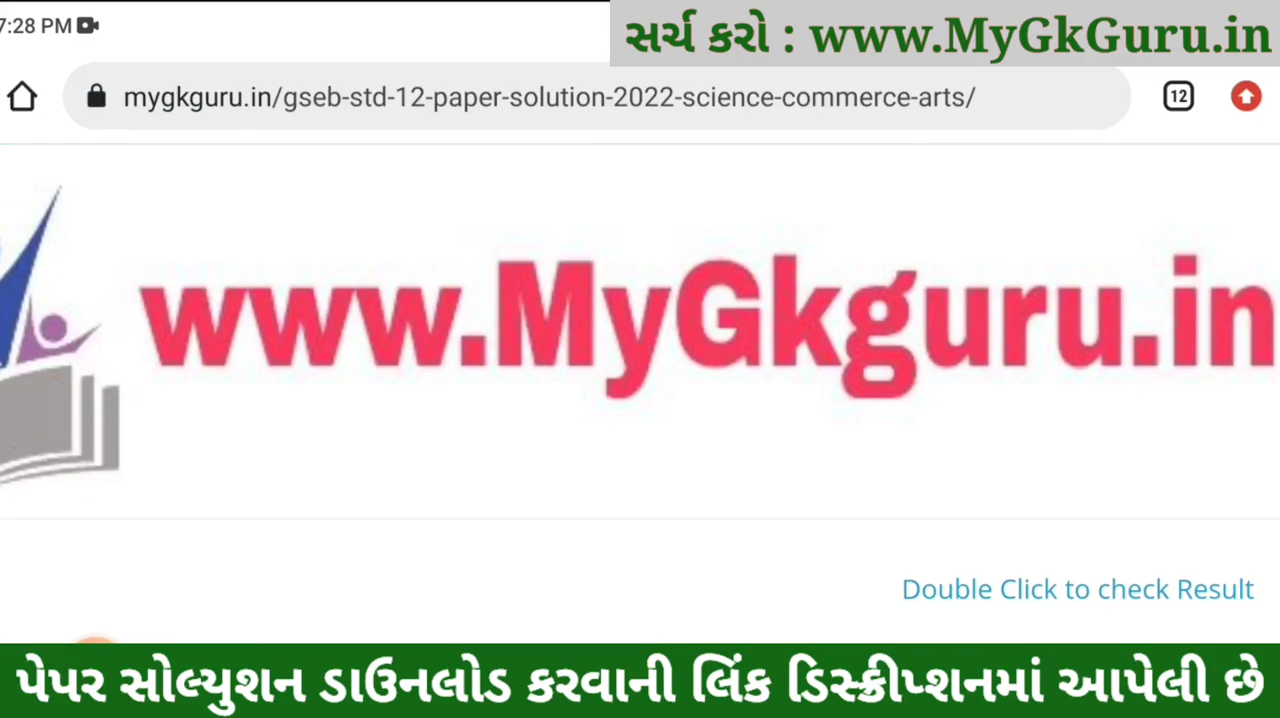 7:28 PM
સર્ચ કરો : www.MyGkGuru.in
mygkguru.in/gseb-std-12-paper-solution-2022-science-commerce-arts/
12
www.MyGkguru.in
Double Click to check Result
પેપર સોલ્યુશન ડાઉનલોડ કરવાની લિંક ડિસ્ક્રીપ્શનમાં આપેલી છે